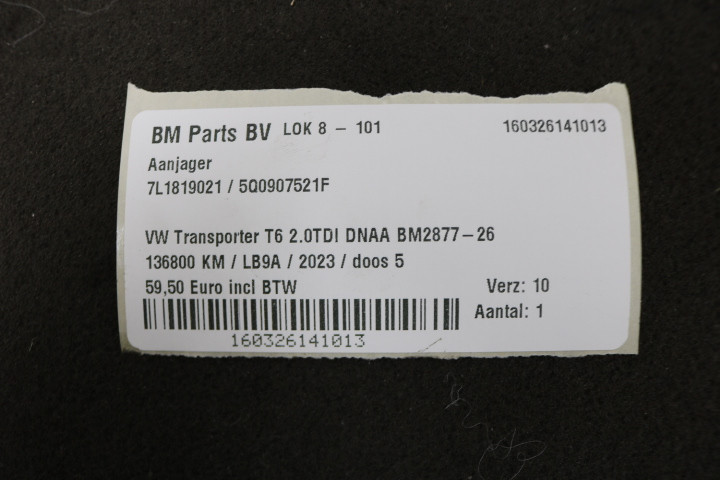 BM Parts BV LOK 8 - 101 160326141013
Aanjager
7L1819021 / 5Q0907521F
VW Transporter T6 2.0TDI DNAA BM2877-26
136800 KM / LB9A / 2023 / doos 5
59,50 Euro incl BTW Verz: 10
Aantal: 1
160326141013